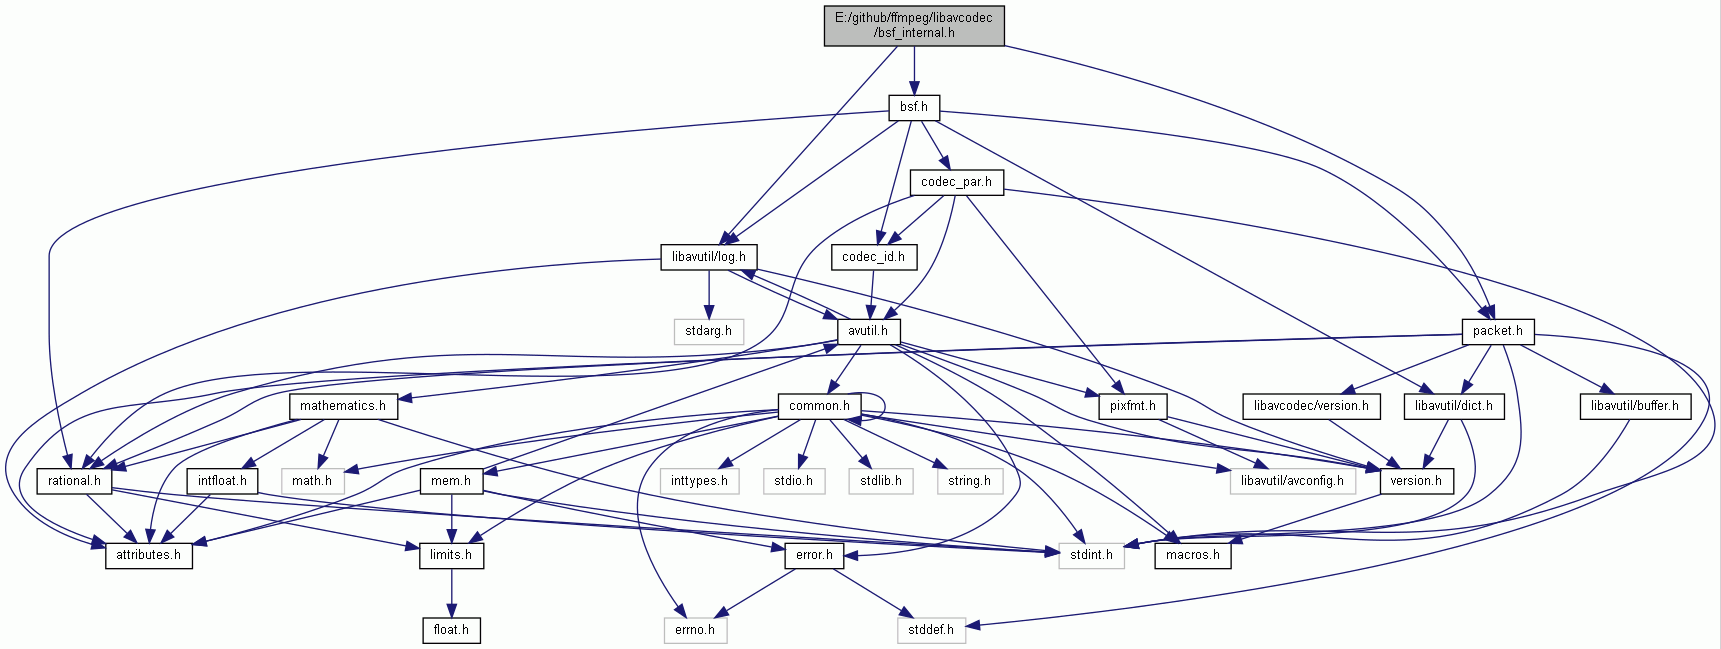 E:/github/ffmpeg/libavcodec
/bsf_internal.h
bsf.h
codec_par.h
libavutil/log.h
codec_id.h
stdarg.h
avutil.h
packet.h
mathematics.h
common.h
pixfmt.h
libavcodec/version.h
libavutil/dict.h
libavutil/buffer.h
rational.h
intfloat.h
math.h
mem.h
inttypes.h
stdio.h
stdlib.h
string.h
libavutil/avconfig.h
version.h
attributes.h
limits.h
error.h
stdint.h
macros.h
float.h
errno.h
stddef.h